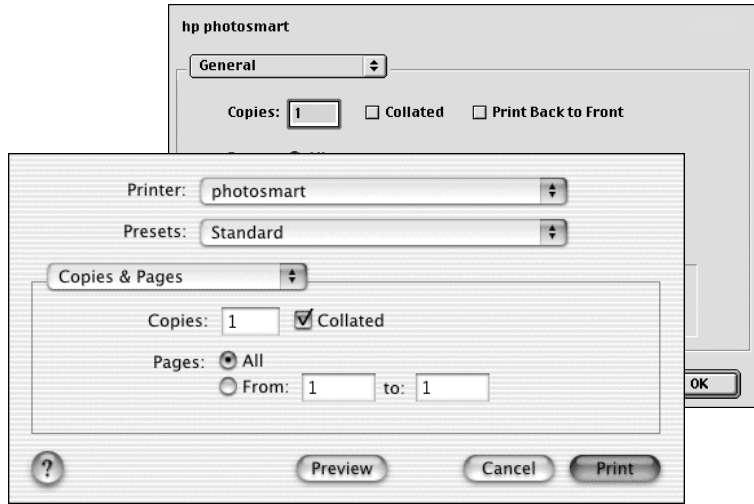 hp photosmart
General
Copies: 1 Collated Print Back to Front
Printer: photosmart
Presets: Standard
Copies & Pages
Copies: 1 Collated
Pages: All
From: 1 to: 1
OK
? Preview Cancel Print